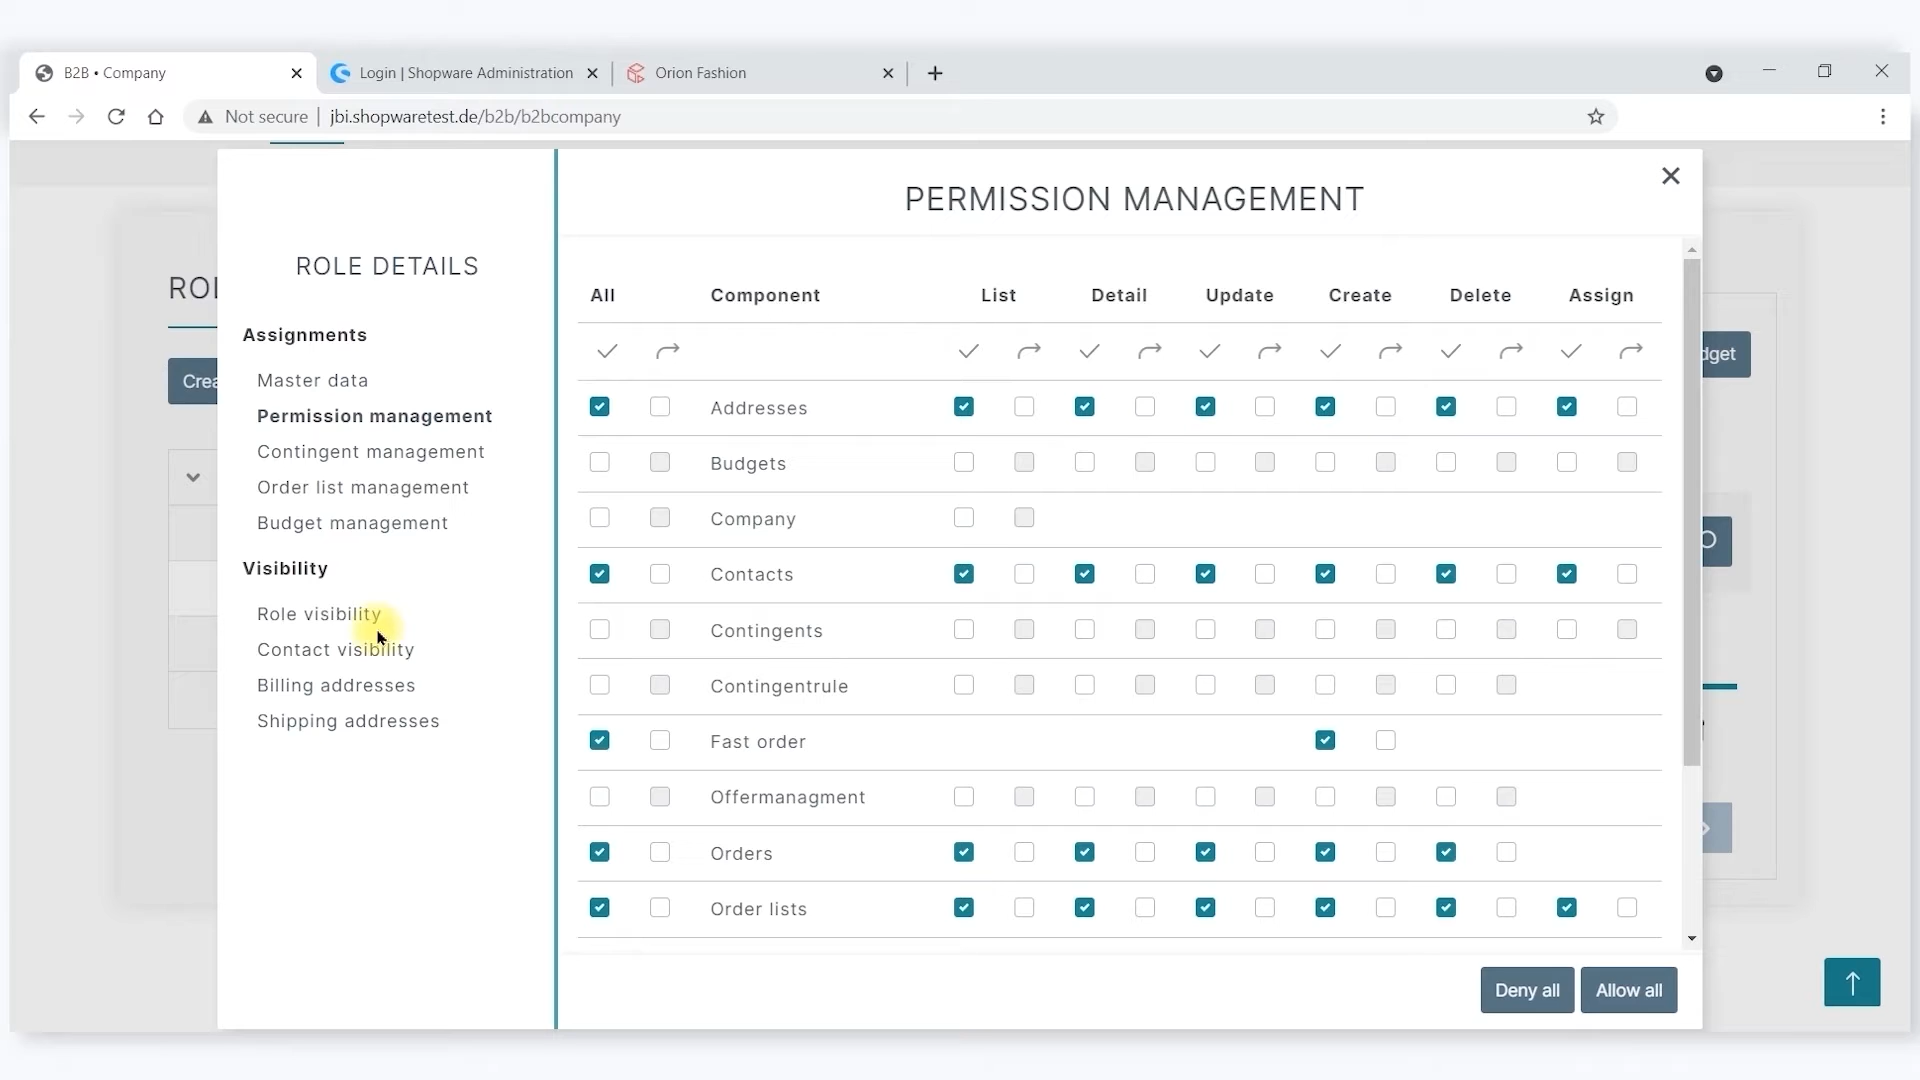 B2B • Company
Login | Shopware Administration
Orion Fashion
Not secure | jbi.shopwaretest.de/b2b/b2bcompany
PERMISSION MANAGEMENT
ROLE DETAILS
Assignments
Master data
Permission management
Contingent management
Order list management
Budget management
Visibility
Role visibility
Contact visibility
Billing addresses
Shipping addresses
All Component List Detail Update Create Delete Assign
Addresses
Budgets
Company
Contacts
Contingents
Contingentrule
Fast order
Offermanagment
Orders
Order lists
Deny all Allow all
ROL
Crea
dget